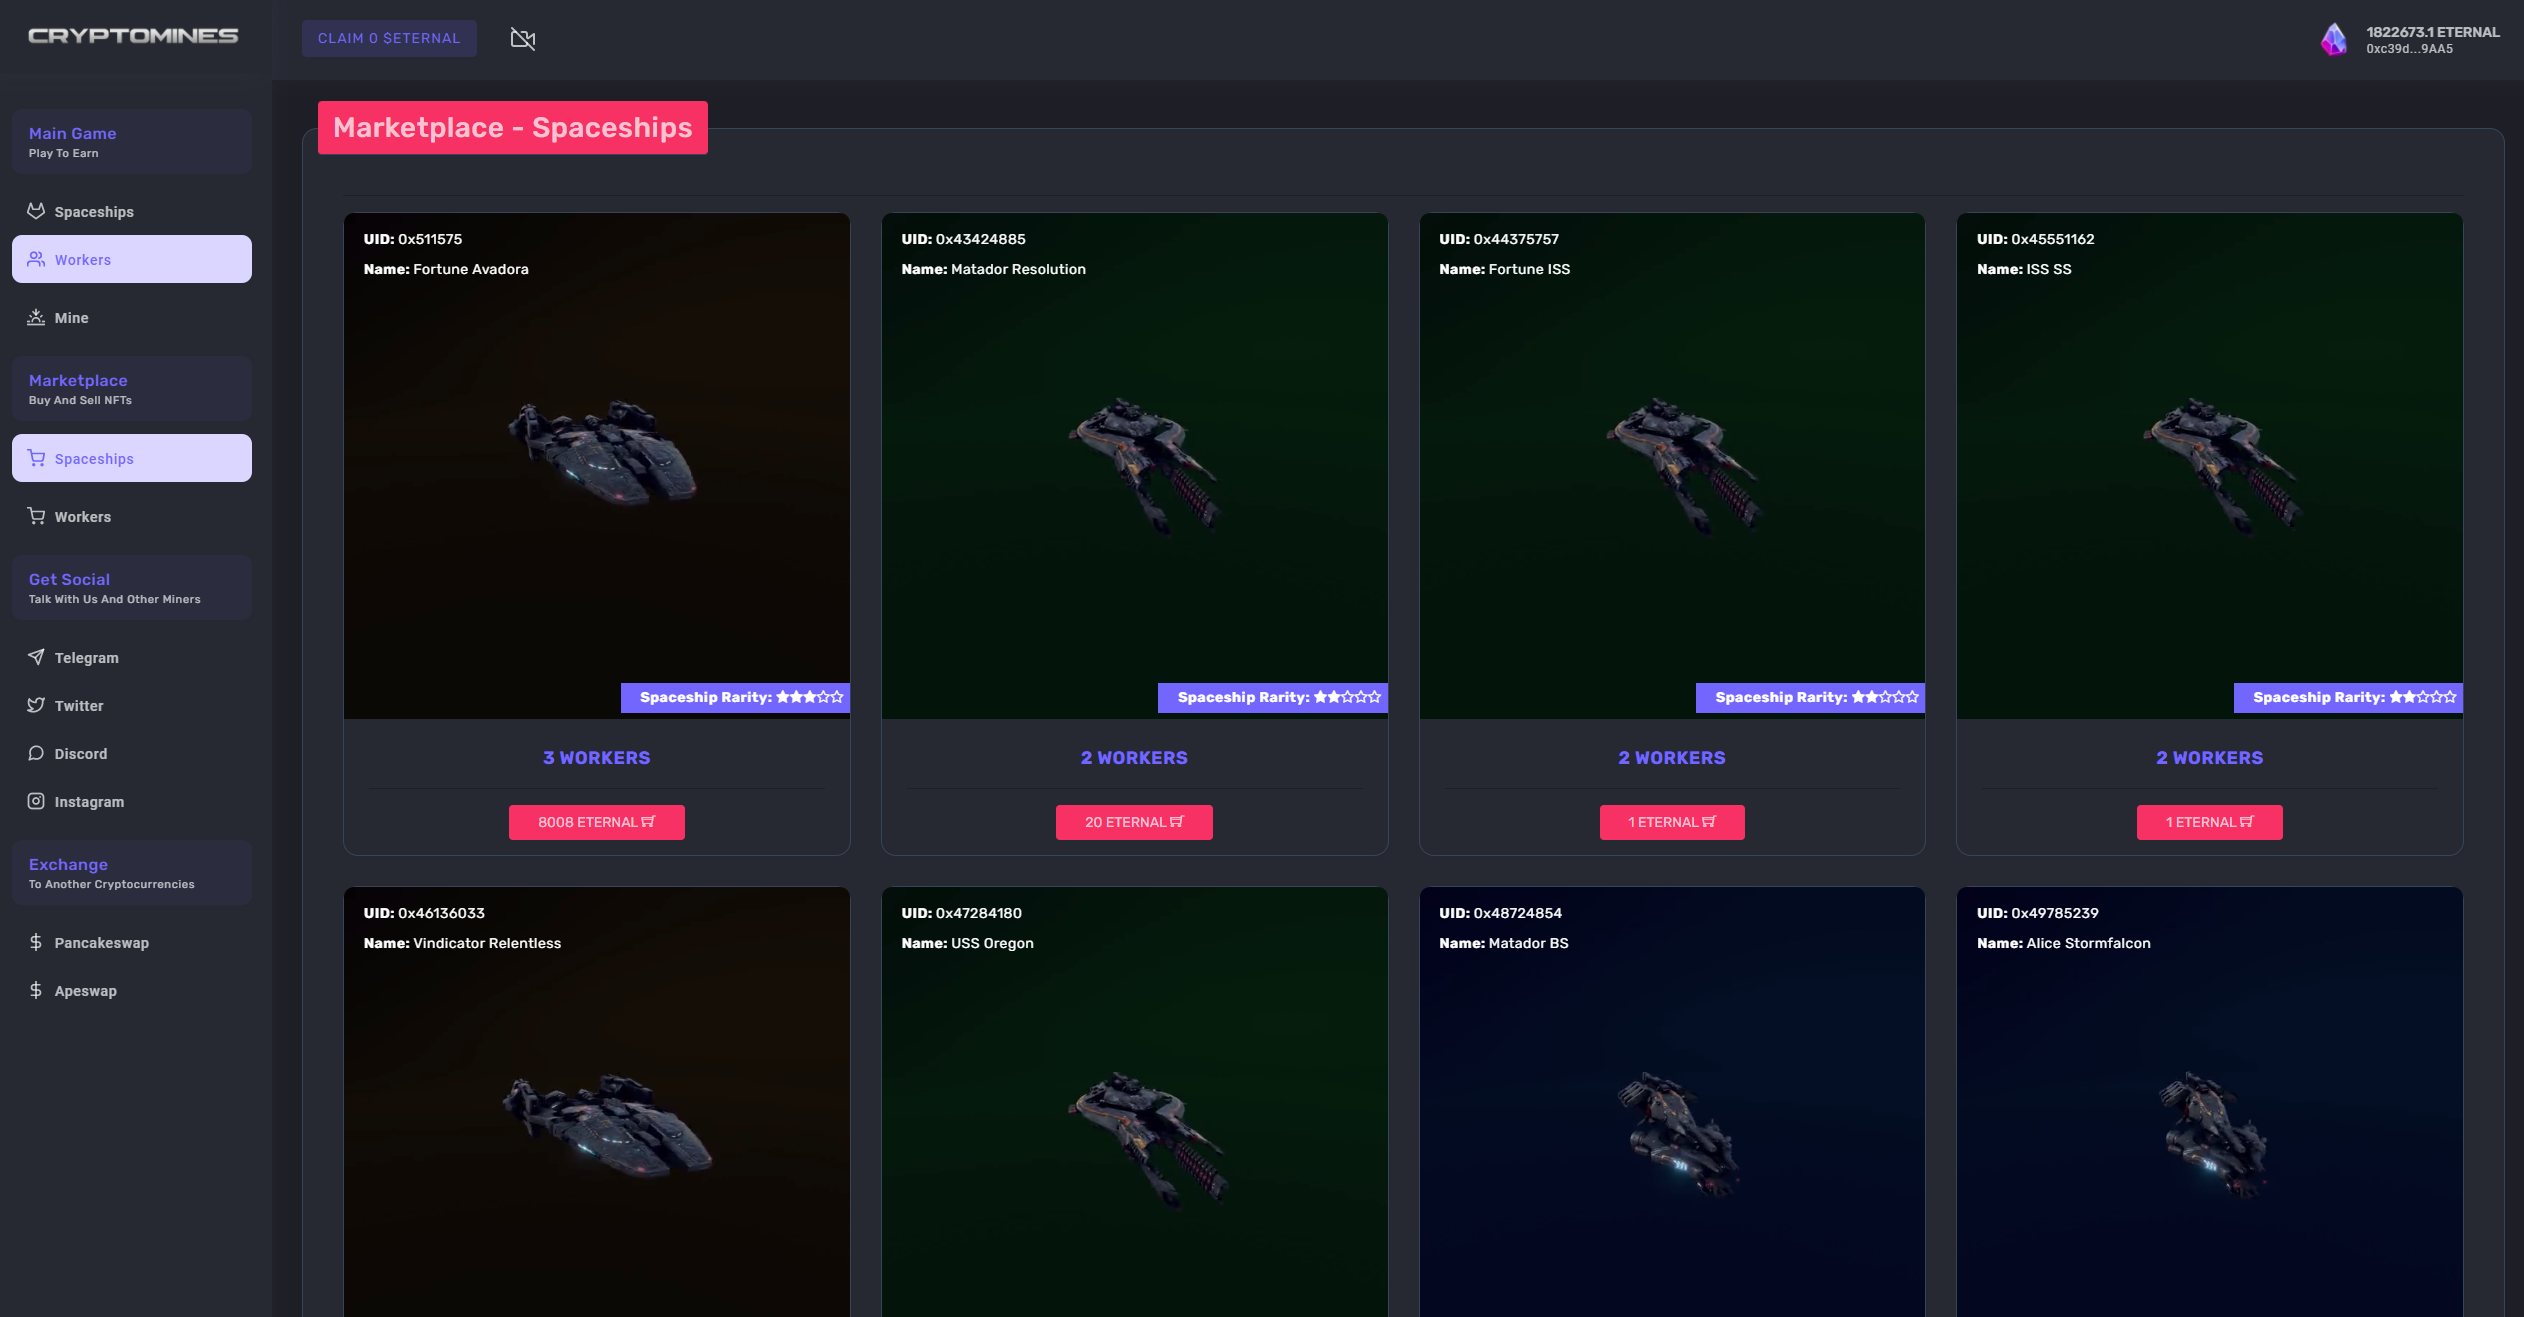 CRYPTOMINES
CLAIM 0 $ETERNAL
1822673.1 ETERNAL
0xc39d...9AA5
Main Game
Play To Earn
Spaceships
Workers
Mine
Marketplace
Buy And Sell NFTs
Spaceships
Workers
Get Social
Talk With Us And Other Miners
Telegram
Twitter
Discord
Instagram
Exchange
To Another Cryptocurrencies
Pancakeswap
Apeswap
Marketplace - Spaceships
UID: 0x511575
Name: Fortune Avadora
Spaceship Rarity: ★★★☆☆
3 WORKERS
8008 ETERNAL
UID: 0x43424885
Name: Matador Resolution
Spaceship Rarity: ★★☆☆☆
2 WORKERS
20 ETERNAL
UID: 0x44375757
Name: Fortune ISS
Spaceship Rarity: ★★☆☆☆
2 WORKERS
1 ETERNAL
UID: 0x45551162
Name: ISS SS
Spaceship Rarity: ★★☆☆☆
2 WORKERS
1 ETERNAL
UID: 0x46136033
Name: Vindicator Relentless
UID: 0x47284180
Name: USS Oregon
UID: 0x48724854
Name: Matador BS
UID: 0x49785239
Name: Alice Stormfalcon